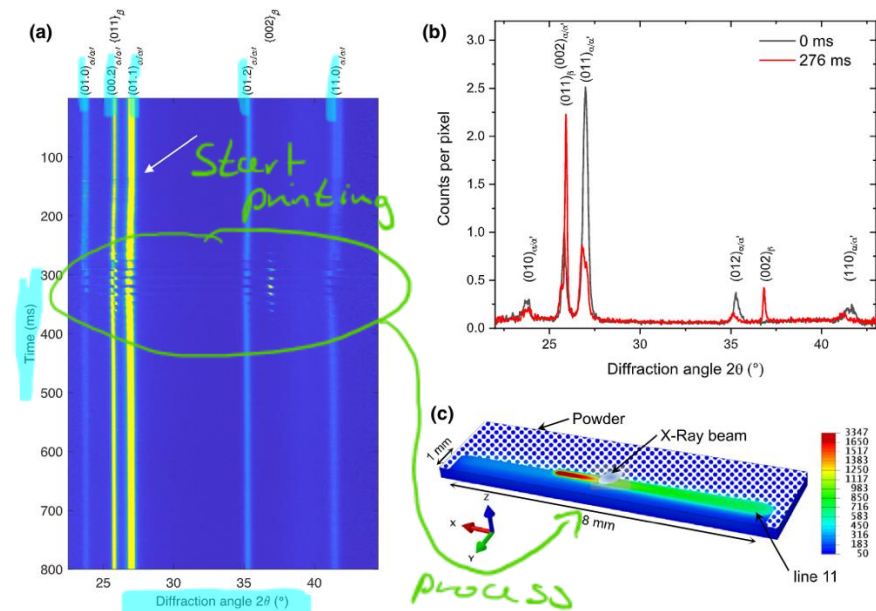 (a)
(01.0)α/α'
(00.2)α/α' {011}β
(01.1)α/α'
(01.2)α/α'
{002}β
(11.0)α/α'
100
200
300
400
500
600
700
800
Time (ms)
25
30
35
40
Diffraction angle 2θ (°)
Start
printing
process
(b)
0 ms
276 ms
3.0
2.5
2.0
1.5
1.0
0.5
0.0
Counts per pixel
(010)α/α'
(011)β (002)α/α'
(011)α/α'
(012)α/α'
(002)β
(110)α/α'
25
30
35
40
Diffraction angle 2θ (°)
(c)
Powder
X-Ray beam
1 mm
8 mm
line 11
X
Y
Z
3347
1650
1517
1383
1250
1117
983
850
717
583
450
316
183
50